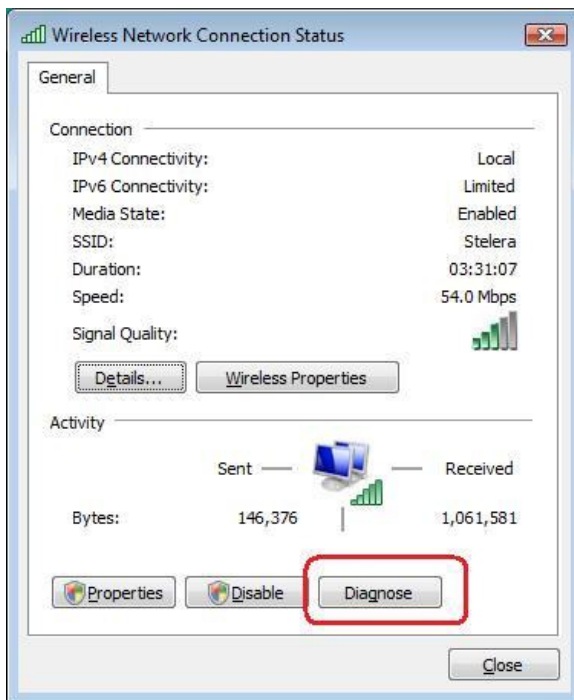 Wireless Network Connection Status
General
Connection
IPv4 Connectivity: Local
IPv6 Connectivity: Limited
Media State: Enabled
SSID: Stelera
Duration: 03:31:07
Speed: 54.0 Mbps
Signal Quality:
Details... Wireless Properties
Activity
Sent Received
Bytes: 146,376 1,061,581
Properties Disable Diagnose
Close